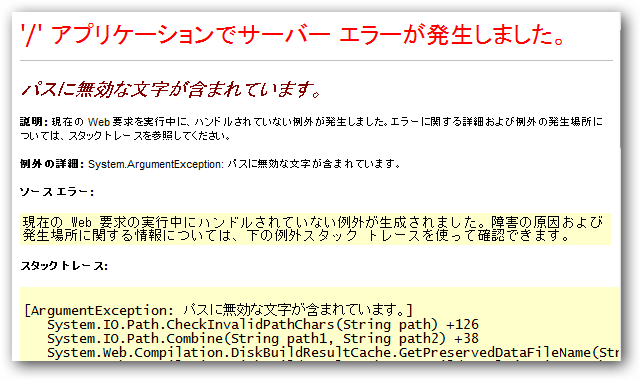 '/' アプリケーションでサーバー エラーが発生しました。
パスに無効な文字が含まれています。
説明: 現在の Web 要求を実行中に、ハンドルされていない例外が発生しました。エラーに関する詳細および例外の発生場所に
ついては、スタックトレースを参照してください。
例外の詳細: System.ArgumentException: パスに無効な文字が含まれています。
ソース エラー:
現在の Web 要求の実行中にハンドルされていない例外が生成されました。障害の原因および
発生場所に関する情報については、下の例外スタック トレースを使って確認できます。
スタックトレース:
[ArgumentException: パスに無効な文字が含まれています。]
System.IO.Path.CheckInvalidPathChars(String path) +126
System.IO.Path.Combine(String path1, String path2) +38
System.Web.Compilation.DiskBuildResultCache.GetPreservedDataFileName(Str